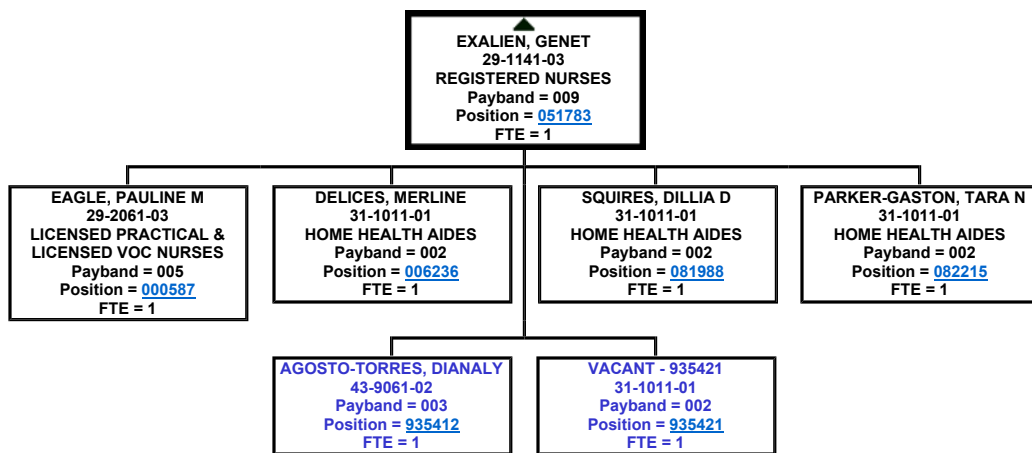 EXALIEN, GENET
29-1141-03
REGISTERED NURSES
Payband = 009
Position = 051783
FTE = 1
EAGLE, PAULINE M
29-2061-03
LICENSED PRACTICAL &
LICENSED VOC NURSES
Payband = 005
Position = 000587
FTE = 1
DELICES, MERLINE
31-1011-01
HOME HEALTH AIDES
Payband = 002
Position = 006236
FTE = 1
SQUIRES, DILLIA D
31-1011-01
HOME HEALTH AIDES
Payband = 002
Position = 081988
FTE = 1
PARKER-GASTON, TARA N
31-1011-01
HOME HEALTH AIDES
Payband = 002
Position = 082215
FTE = 1
AGOSTO-TORRES, DIANALY
43-9061-02
Payband = 003
Position = 935412
FTE = 1
VACANT - 935421
31-1011-01
Payband = 002
Position = 935421
FTE = 1